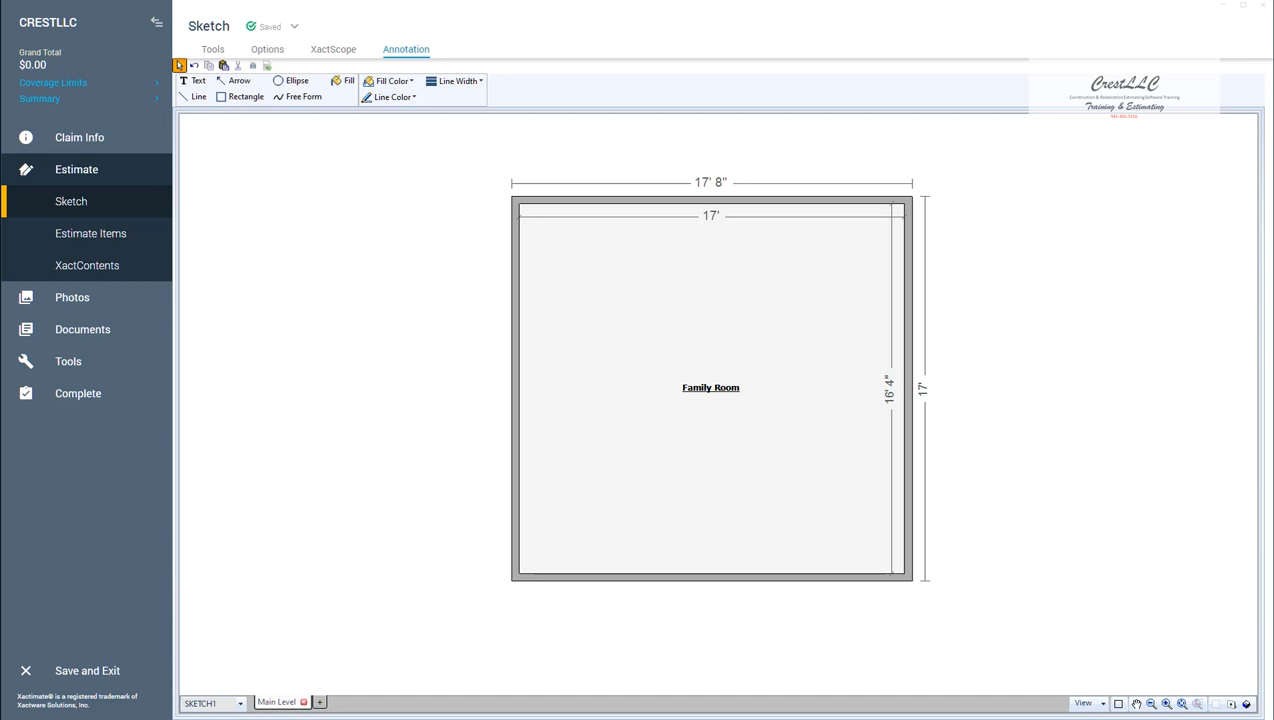 CRESTLLC
Grand Total
$0.00
Coverage Limits
Summary
Claim Info
Estimate
Sketch
Estimate Items
XactContents
Photos
Documents
Tools
Complete
Save and Exit
Xactimate® is a registered trademark of
Xactware Solutions, Inc.
Sketch
Saved
Tools
Options
XactScope
Annotation
Text
Arrow
Ellipse
Fill
Fill Color
Line Width
Line
Rectangle
Free Form
Line Color
CrestLLC
Construction & Restoration Estimating Software Training
Training & Estimating
17' 8"
17'
Family Room
16' 4"
17'
SKETCH1
Main Level
View